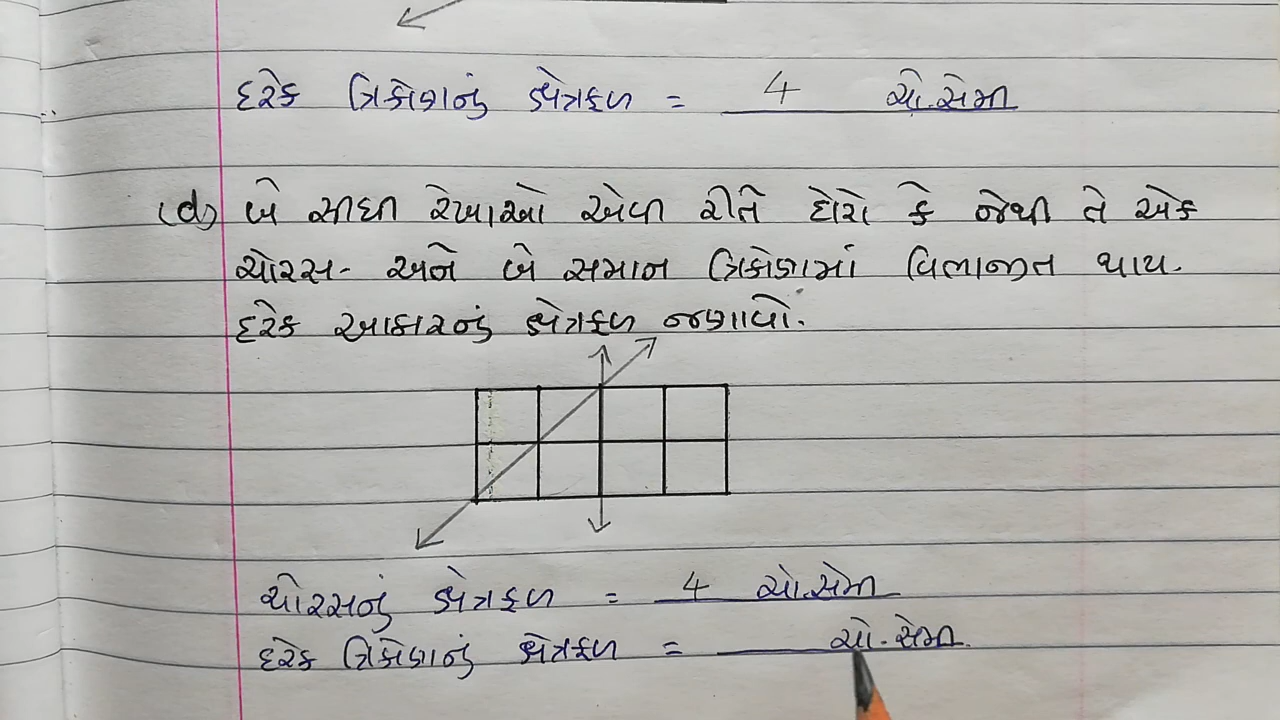 દરેક ત્રિકોણનું ક્ષેત્રફળ = 4 ચો.સેમી
(d) બે સીધી રેખાઓ એવી રીતે દોરો કે જેથી તે એક
ચોરસ- અને બે સમાન ત્રિકોણમાં વિભાજીત થાય.
દરેક આકારનું ક્ષેત્રફળ જણાવો.
ચોરસનું ક્ષેત્રફળ = 4 ચો.સેમી
દરેક ત્રિકોણનું ક્ષેત્રફળ = ______ ચો.સેમી.